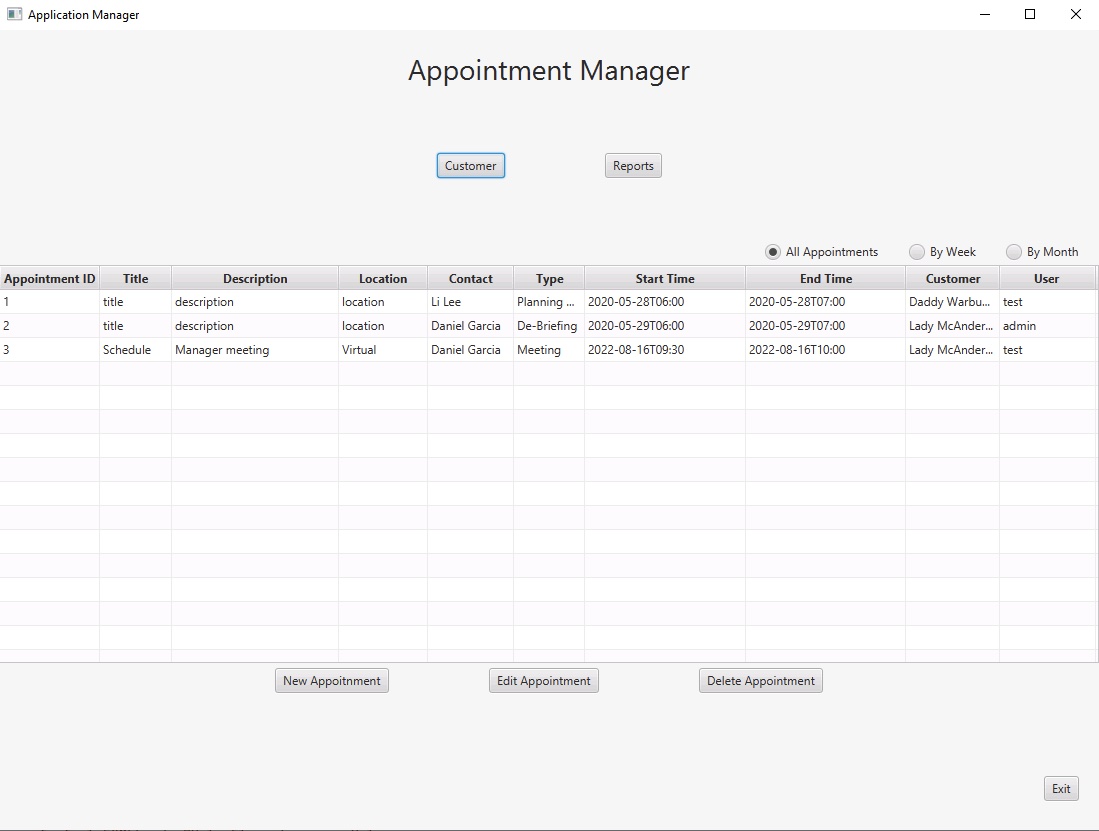 Application Manager
Appointment Manager
Customer Reports
All Appointments By Week By Month
Appointment ID Title Description Location Contact Type Start Time End Time Customer User
1 title description location Li Lee Planning ... 2020-05-28T06:00 2020-05-28T07:00 Daddy Warbu... test
2 title description location Daniel Garcia De-Briefing 2020-05-29T06:00 2020-05-29T07:00 Lady McAnder... admin
3 Schedule Manager meeting Virtual Daniel Garcia Meeting 2022-08-16T09:30 2022-08-16T10:00 Lady McAnder... test
New Appoitnment Edit Appointment Delete Appointment
Exit